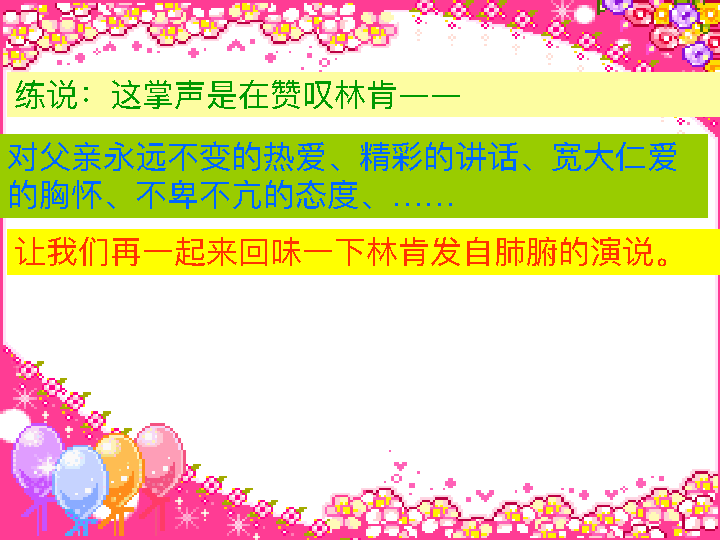 练说：这掌声是在赞叹林肯——
对父亲永远不变的热爱、精彩的讲话、宽大仁爱
的胸怀、不卑不亢的态度、……
让我们再一起来回味一下林肯发自肺腑的演说。